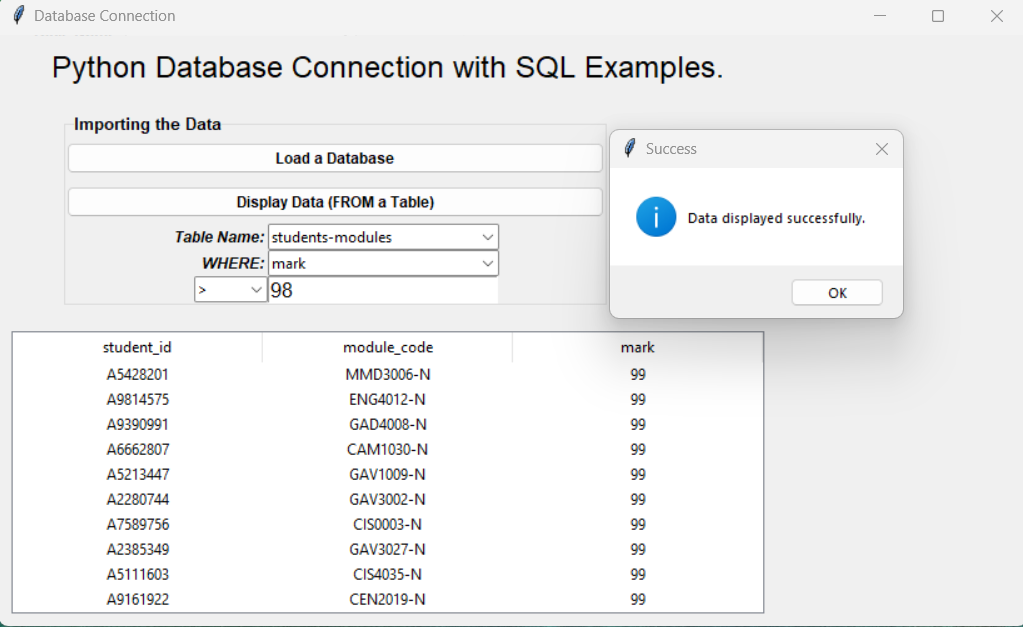 Database Connection
Python Database Connection with SQL Examples.
Importing the Data
Load a Database
Display Data (FROM a Table)
Table Name: students-modules
WHERE: mark
> 98
Success
Data displayed successfully.
OK
student_id module_code mark
A5428201 MMD3006-N 99
A9814575 ENG4012-N 99
A9390991 GAD4008-N 99
A6662807 CAM1030-N 99
A5213447 GAV1009-N 99
A2280744 GAV3002-N 99
A7589756 CIS0003-N 99
A2385349 GAV3027-N 99
A5111603 CIS4035-N 99
A9161922 CEN2019-N 99